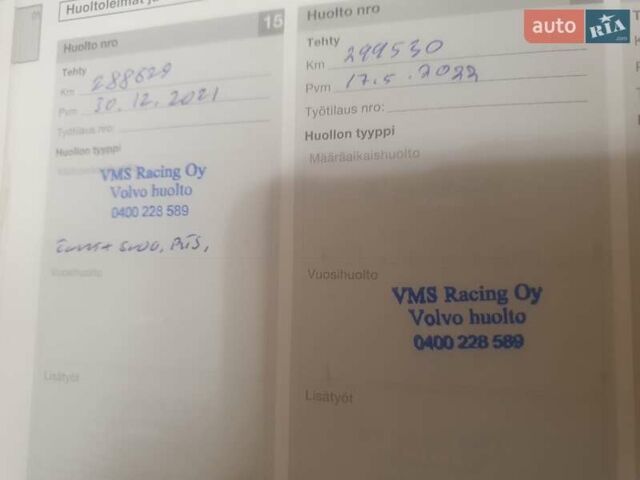 Huoltoleimat ja
15
Huolto nro
Tehty
Km 288629
Pvm 30.12.2021
Työtilaus nro:
Huollon tyyppi
VMS Racing Oy
Volvo huolto
0400 228 589
Vuosihuolto
Lisätyöt
Huolto nro
Tehty
Km 299530
Pvm 17.5.2022
Työtilaus nro:
Huollon tyyppi
Määräaikaishuolto
Vuosihuolto
VMS Racing Oy
Volvo huolto
0400 228 589
Lisätyöt
auto RIA .com